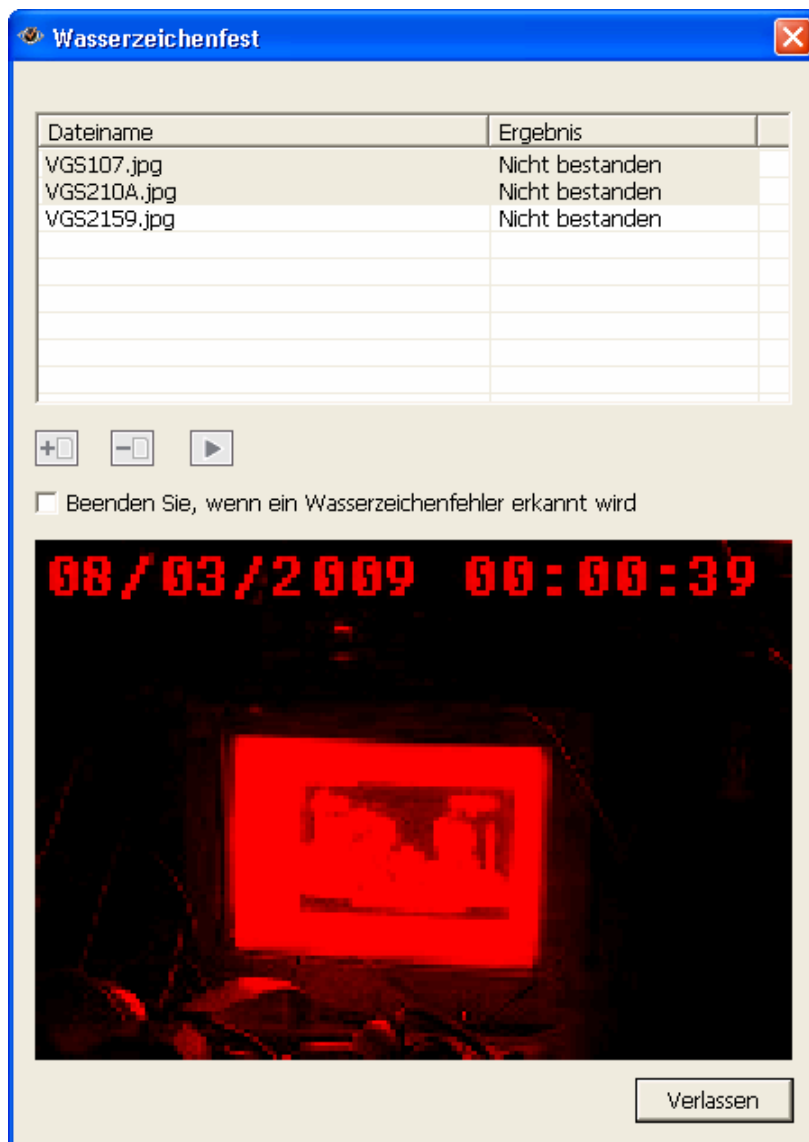 Wasserzeichenfest
Dateiname Ergebnis
VGS107.jpg Nicht bestanden
VGS210A.jpg Nicht bestanden
VGS2159.jpg Nicht bestanden
Beenden Sie, wenn ein Wasserzeichenfehler erkannt wird
08/03/2009 00:00:39
Verlassen